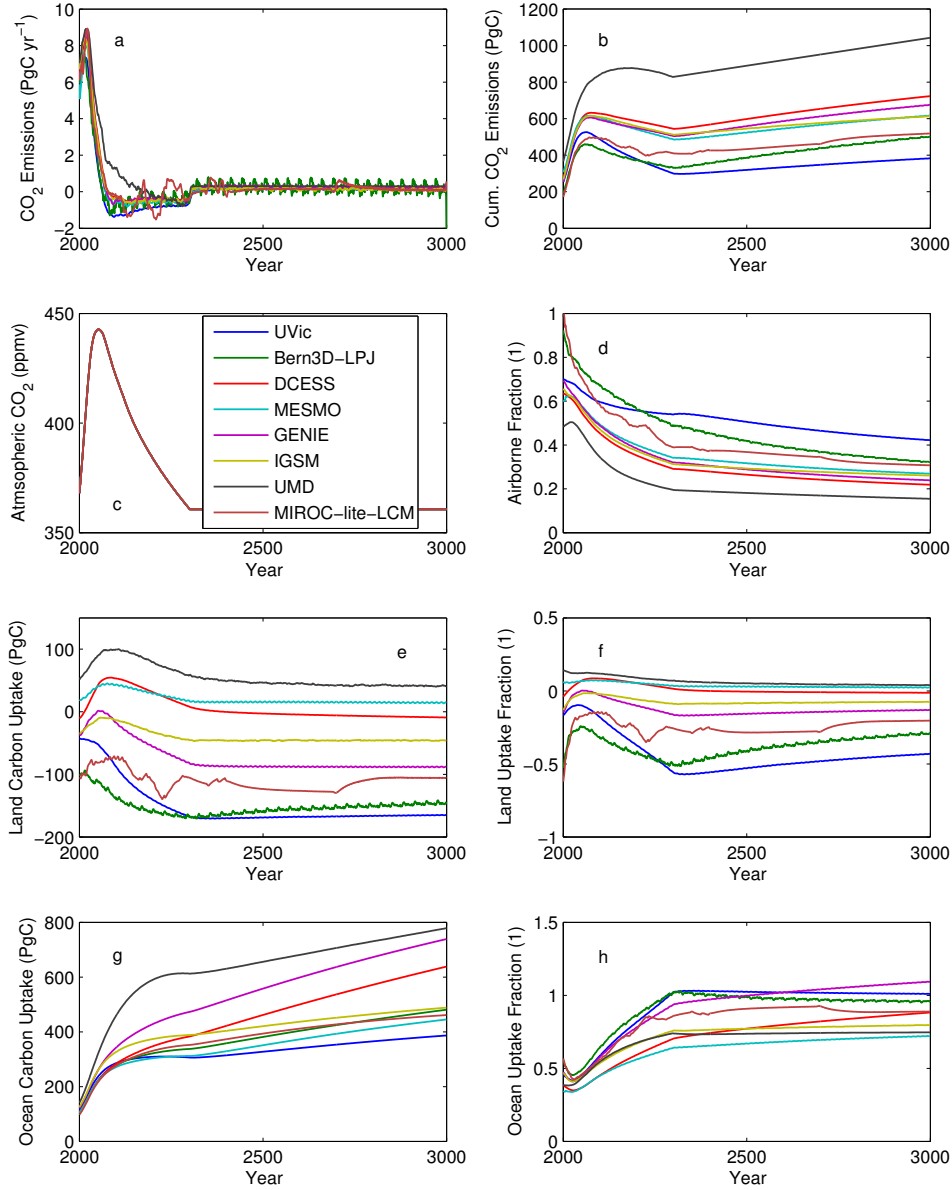 a
CO2 Emissions (PgC yr−1)
10
8
6
4
2
0
−2
2000
2500
3000
Year
b
Cum. CO2 Emissions (PgC)
1200
1000
800
600
400
200
0
2000
2500
3000
Year
c
Atmsospheric CO2 (ppmv)
450
400
350
2000
2500
3000
Year
UVic
Bern3D−LPJ
DCESS
MESMO
GENIE
IGSM
UMD
MIROC−lite−LCM
d
Airborne Fraction (1)
1
0.8
0.6
0.4
0.2
0
2000
2500
3000
Year
e
Land Carbon Uptake (PgC)
100
0
−100
−200
2000
2500
3000
Year
f
Land Uptake Fraction (1)
0.5
0
−0.5
−1
2000
2500
3000
Year
g
Ocean Carbon Uptake (PgC)
800
600
400
200
0
2000
2500
3000
Year
h
Ocean Uptake Fraction (1)
1.5
1
0.5
0
2000
2500
3000
Year